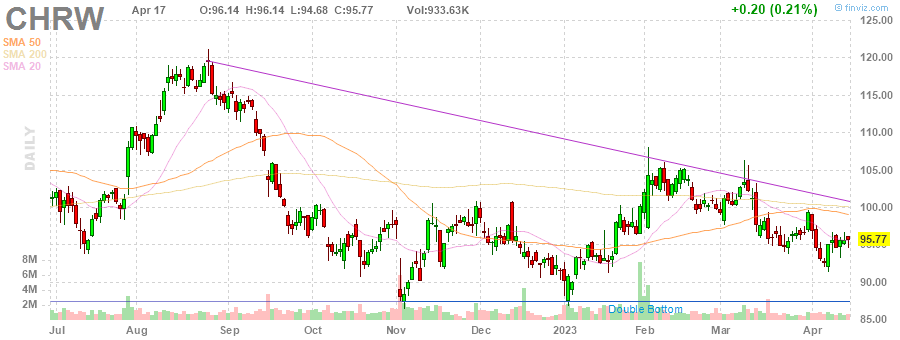 CHRW Apr 17 O:96.14 H:96.14 L:94.68 C:95.77 Vol:933.63K +0.20 (0.21%) © finviz.com
SMA 50
SMA 200
SMA 20
DAILY
125.00
120.00
115.00
110.00
105.00
100.00
95.77
90.00
85.00
8M
6M
4M
2M
Double Bottom
Jul Aug Sep Oct Nov Dec 2023 Feb Mar Apr